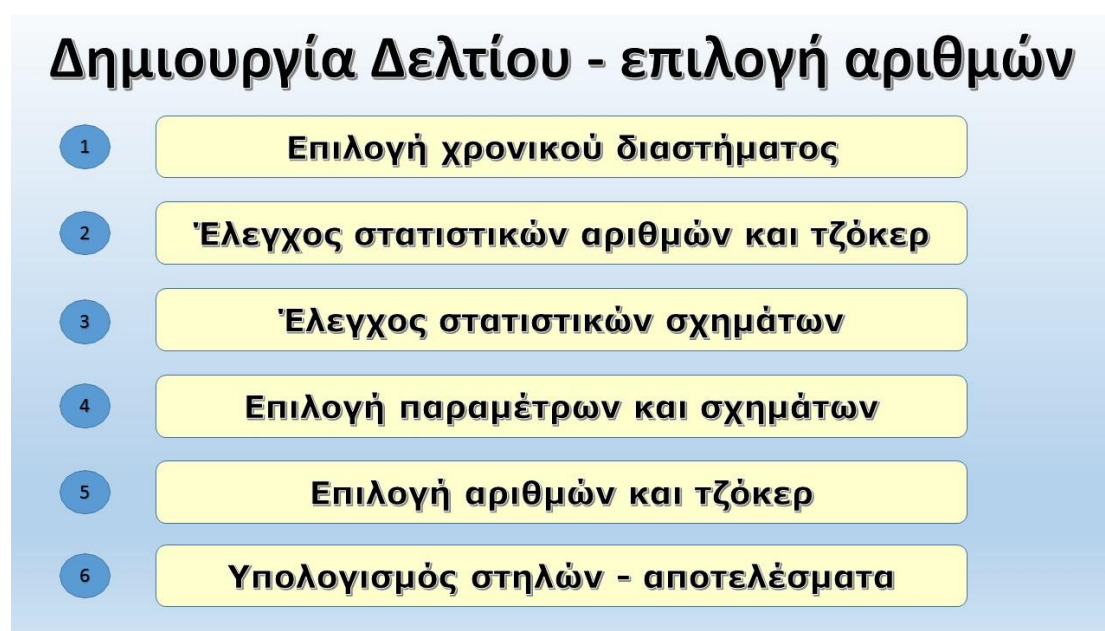 Δημιουργία Δελτίου - επιλογή αριθμών
1 Επιλογή χρονικού διαστήματος
2 Έλεγχος στατιστικών αριθμών και τζόκερ
3 Έλεγχος στατιστικών σχημάτων
4 Επιλογή παραμέτρων και σχημάτων
5 Επιλογή αριθμών και τζόκερ
6 Υπολογισμός στηλών - αποτελέσματα